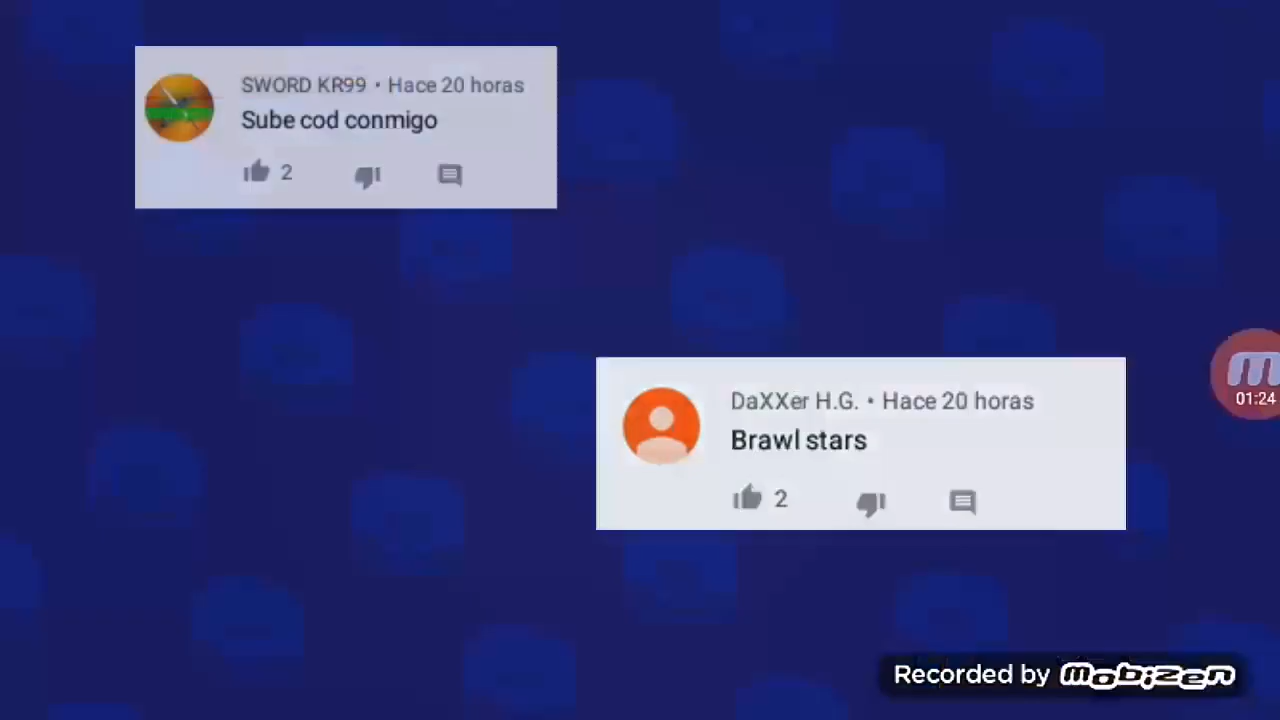 SWORD KR99 • Hace 20 horas
Sube cod conmigo
2
DaXXer H.G. • Hace 20 horas
Brawl stars
2
m
01:24
Recorded by mobizen